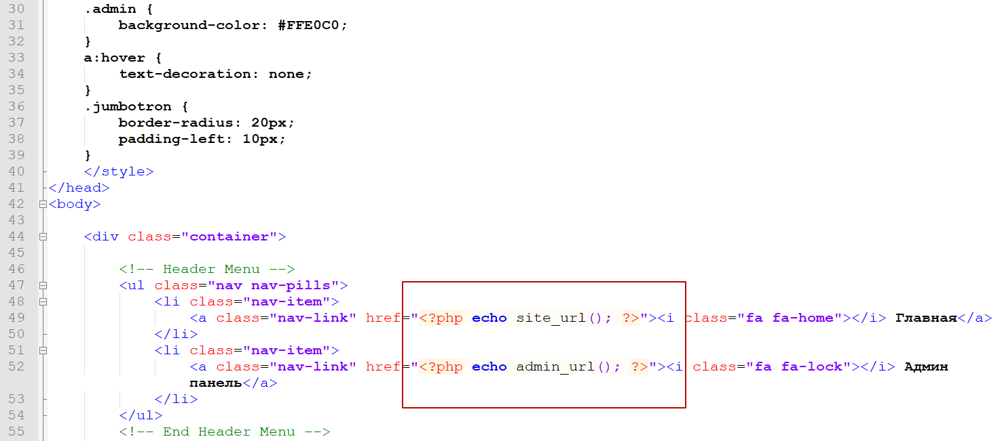 30 .admin {
31 background-color: #FFE0C0;
32 }
33 a:hover {
34 text-decoration: none;
35 }
36 .jumbotron {
37 border-radius: 20px;
38 padding-left: 10px;
39 }
40 </style>
41 </head>
42 <body>
43
44 <div class="container">
45
46 <!-- Header Menu -->
47 <ul class="nav nav-pills">
48 <li class="nav-item">
49 <a class="nav-link" href="<?php echo site_url(); ?>"><i class="fa fa-home"></i> Главная</a>
50 </li>
51 <li class="nav-item">
52 <a class="nav-link" href="<?php echo admin_url(); ?>"><i class="fa fa-lock"></i> Админ
панель</a>
53 </li>
54 </ul>
55 <!-- End Header Menu -->